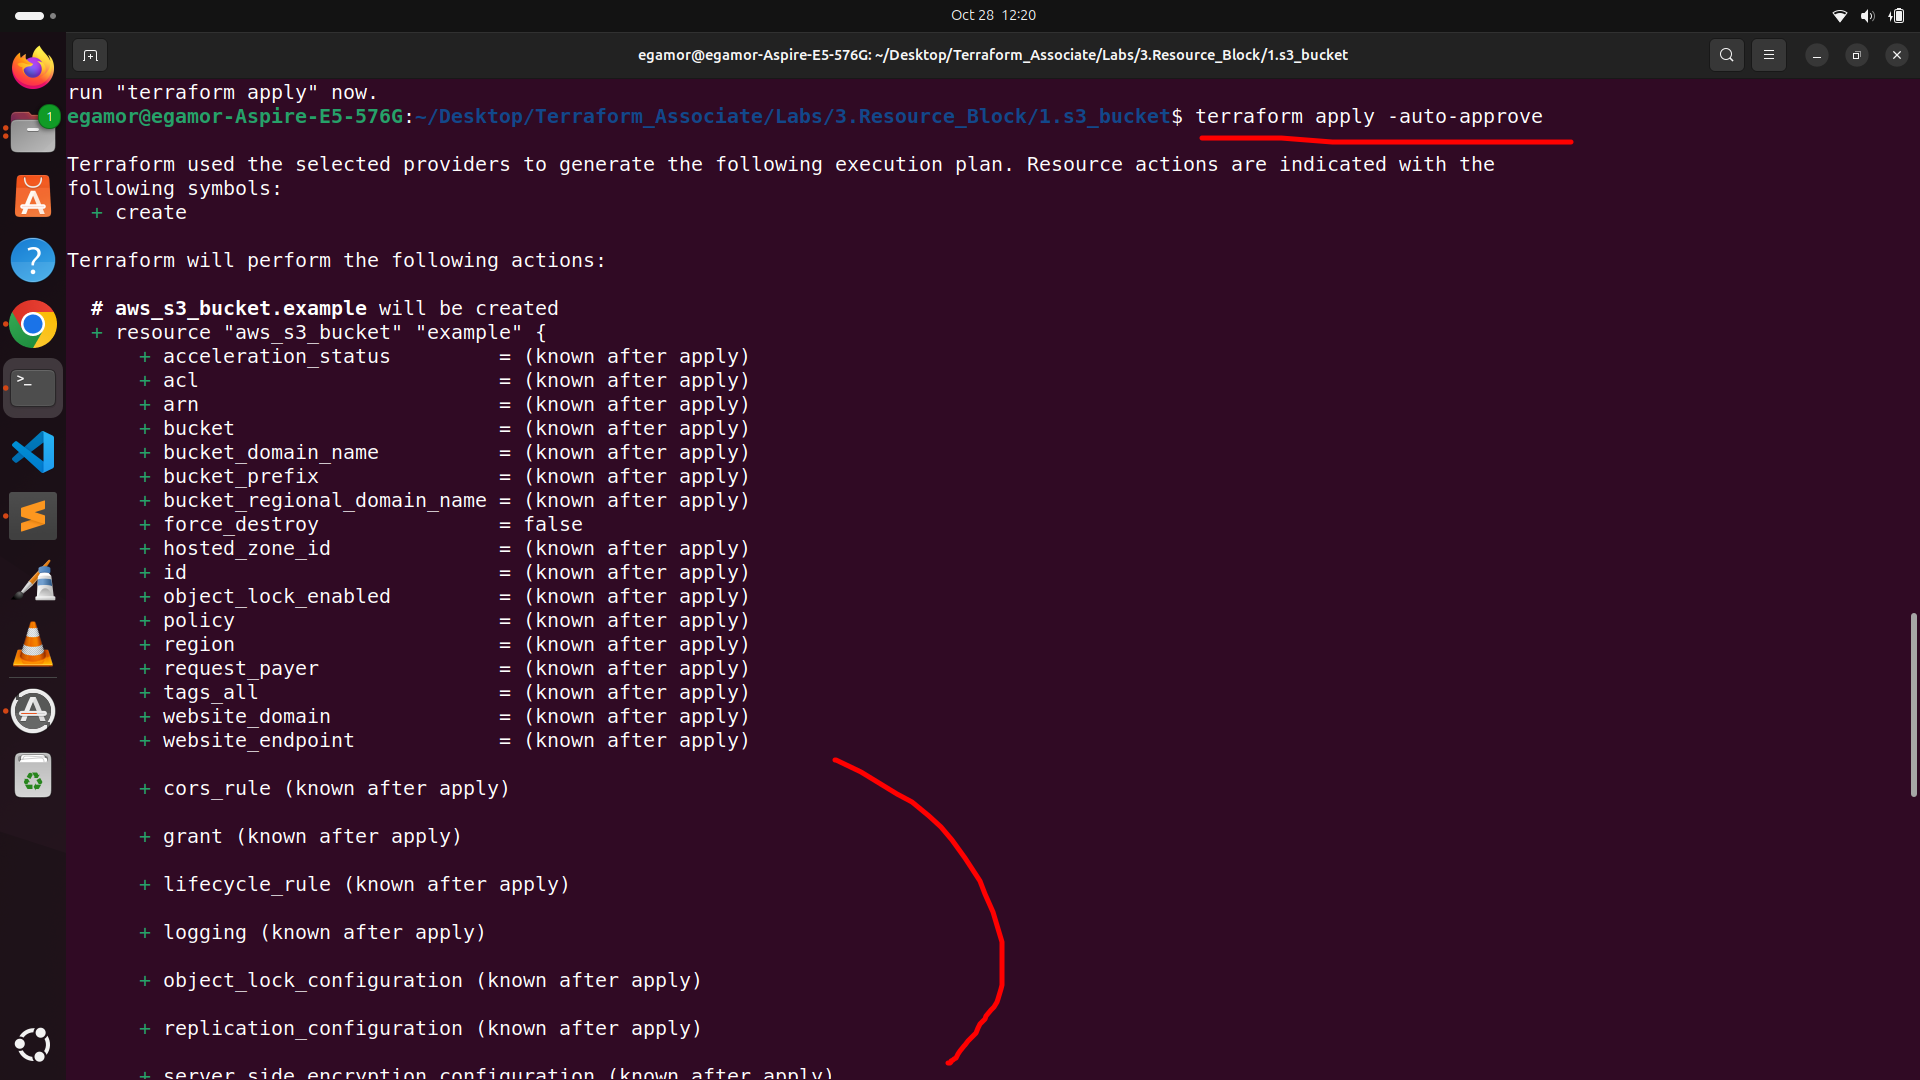 Oct 28 12:20
egamor@egamor-Aspire-E5-576G: ~/Desktop/Terraform_Associate/Labs/3.Resource_Block/1.s3_bucket
1
run "terraform apply" now.
egamor@egamor-Aspire-E5-576G:~/Desktop/Terraform_Associate/Labs/3.Resource_Block/1.s3_bucket$ terraform apply -auto-approve
Terraform used the selected providers to generate the following execution plan. Resource actions are indicated with the
following symbols:
+ create
Terraform will perform the following actions:
# aws_s3_bucket.example will be created
+ resource "aws_s3_bucket" "example" {
+ acceleration_status = (known after apply)
+ acl = (known after apply)
+ arn = (known after apply)
+ bucket = (known after apply)
+ bucket_domain_name = (known after apply)
+ bucket_prefix = (known after apply)
+ bucket_regional_domain_name = (known after apply)
+ force_destroy = false
+ hosted_zone_id = (known after apply)
+ id = (known after apply)
+ object_lock_enabled = (known after apply)
+ policy = (known after apply)
+ region = (known after apply)
+ request_payer = (known after apply)
+ tags_all = (known after apply)
+ website_domain = (known after apply)
+ website_endpoint = (known after apply)
+ cors_rule (known after apply)
+ grant (known after apply)
+ lifecycle_rule (known after apply)
+ logging (known after apply)
+ object_lock_configuration (known after apply)
+ replication_configuration (known after apply)
+ server_side_encryption_configuration (known after apply)